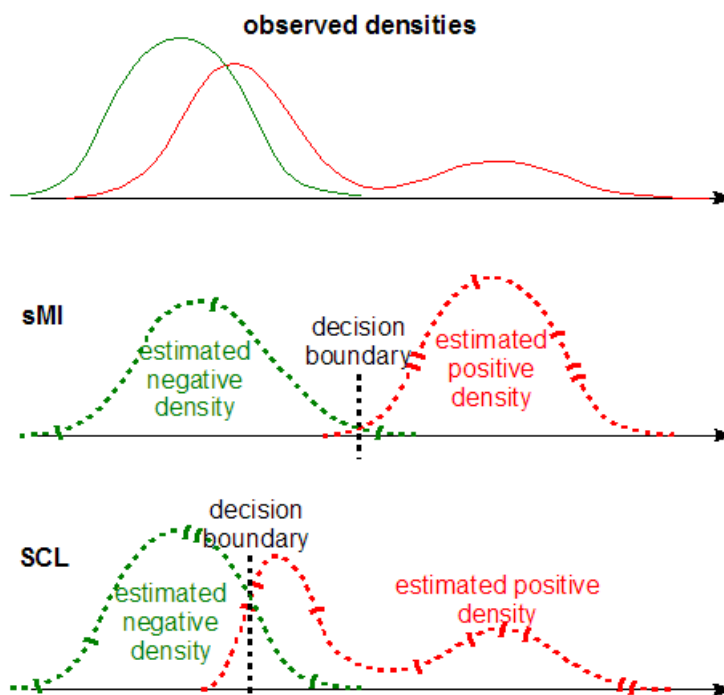 observed densities
sMI
decision
boundary
estimated
negative
density
estimated
positive
density
SCL
decision
boundary
estimated
negative
density
estimated positive
density